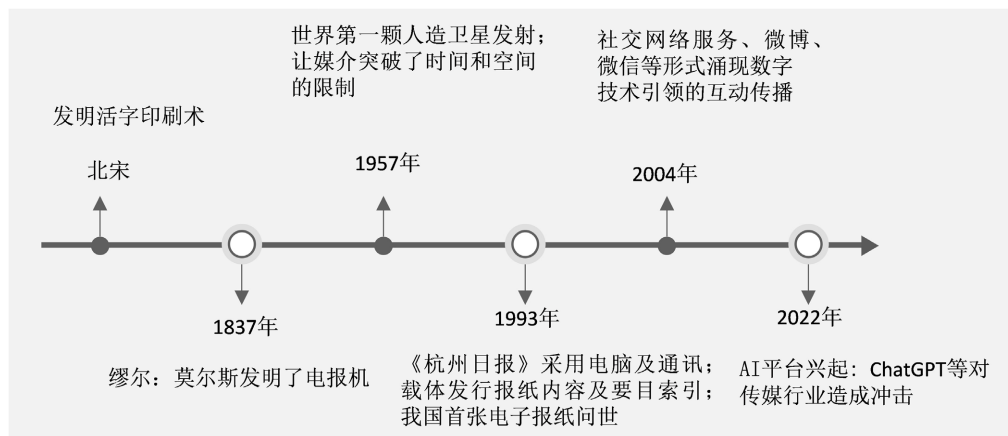 世界第一颗人造卫星发射；
让媒介突破了时间和空间
的限制
社交网络服务、微博、
微信等形式涌现数字
技术引领的互动传播
发明活字印刷术
北宋
1957年
2004年
1837年
1993年
2022年
缪尔：莫尔斯发明了电报机
《杭州日报》采用电脑及通讯；
载体发行报纸内容及要目索引；
我国首张电子报纸问世
AI平台兴起：ChatGPT等对
传媒行业造成冲击